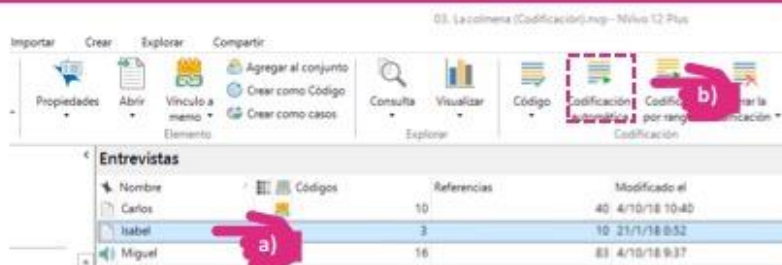 03. La colmena (Codificación).nvp - NVivo 12 Plus
Importar Crear Explorar Compartir
Propiedades Abrir Vínculo a memo Agregar al conjunto Crear como Código Crear como casos Consulta Visualizar Código Codificación automática por rango
Elemento Explorar Codificación
b)
Entrevistas
Nombre Códigos Referencias Modificado el
Carlos 10 40 4/10/18 10:40
Isabel 3 10 21/1/18 0:52
a)
Miguel 16 83 4/10/18 9:37